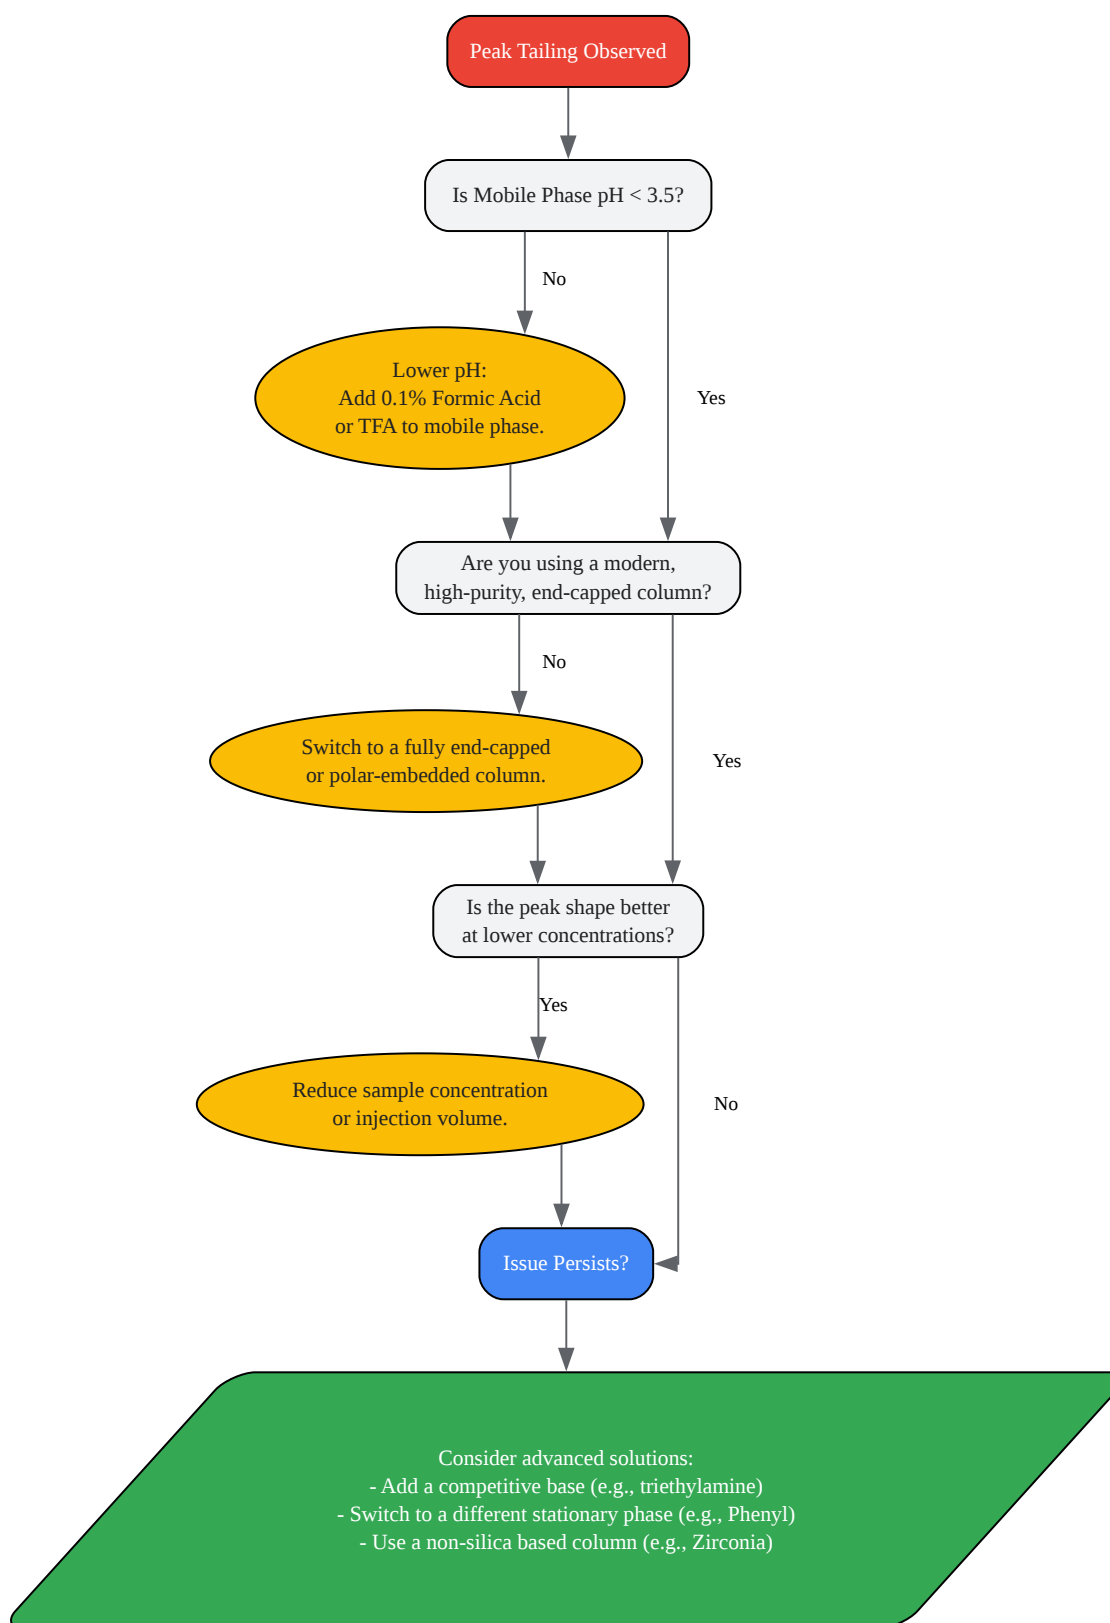 Peak Tailing Observed
Is Mobile Phase pH < 3.5?
No
Lower pH:
Add 0.1% Formic Acid
or TFA to mobile phase.
Yes
Are you using a modern,
high-purity, end-capped column?
No
Switch to a fully end-capped
or polar-embedded column.
Yes
Is the peak shape better
at lower concentrations?
Yes
Reduce sample concentration
or injection volume.
No
Issue Persists?
Consider advanced solutions:
- Add a competitive base (e.g., triethylamine)
- Switch to a different stationary phase (e.g., Phenyl)
- Use a non-silica based column (e.g., Zirconia)